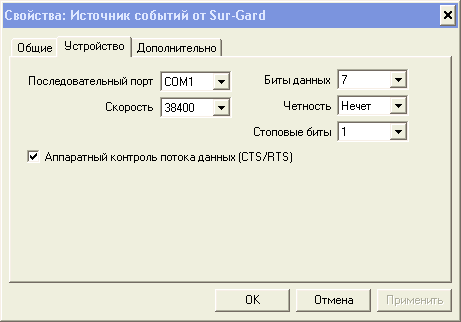 Свойства: Источник событий от Sur-Gard
Общие Устройство Дополнительно
Последовательный порт COM1 Биты данных 7
Скорость 38400 Четность Нечет
Стоповые биты 1
Аппаратный контроль потока данных (CTS/RTS)
OK Отмена Применить